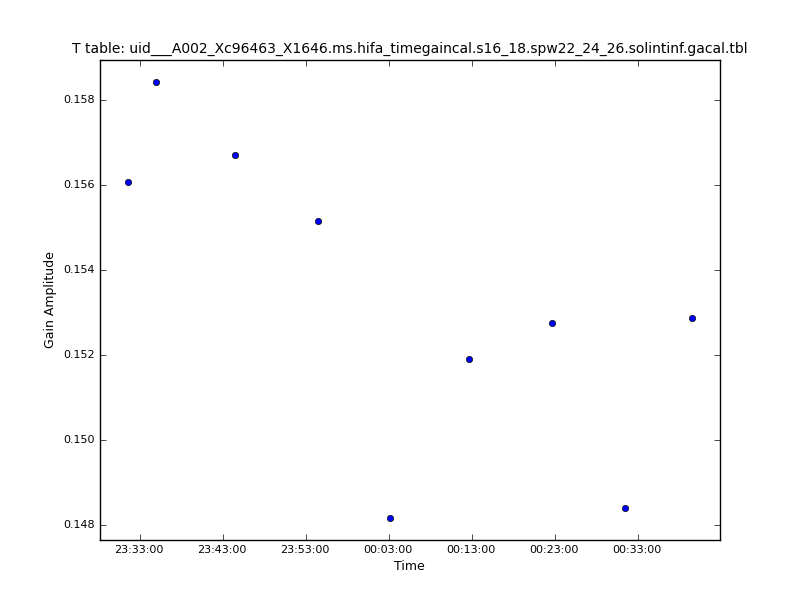 T table: uid___A002_Xc96463_X1646.ms.hifa_timegaincal.s16_18.spw22_24_26.solintinf.gacal.tbl
0.158
0.156
0.154
0.152
0.150
0.148
Gain Amplitude
23:33:00 23:43:00 23:53:00 00:03:00 00:13:00 00:23:00 00:33:00
Time